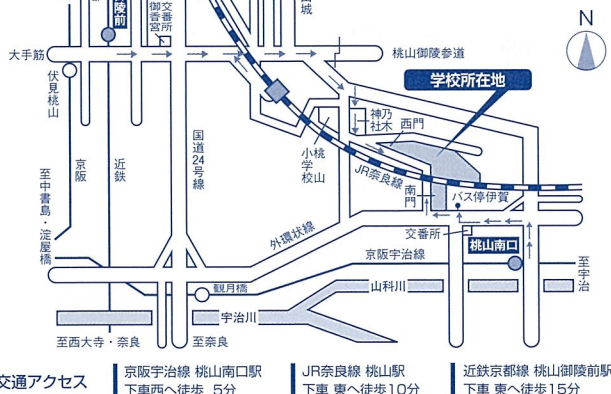 城
陵前
交番所
御香宮
N
大手筋
桃山御陵参道
学校所在地
伏見桃山
乃木
神社
西門
国道24号線
桃山
小学校
京阪
近鉄
JR奈良線
南門
バス停伊賀
至中書島・淀屋橋
外環状線
交番所
桃山南口
京阪宇治線
至宇治
観月橋
山科川
宇治川
至西大寺・奈良
至奈良
交通アクセス
京阪宇治線 桃山南口駅
下車西へ徒歩 5分
JR奈良線 桃山駅
下車 東へ徒歩10分
近鉄京都線 桃山御陵前駅
下車 東へ徒歩15分